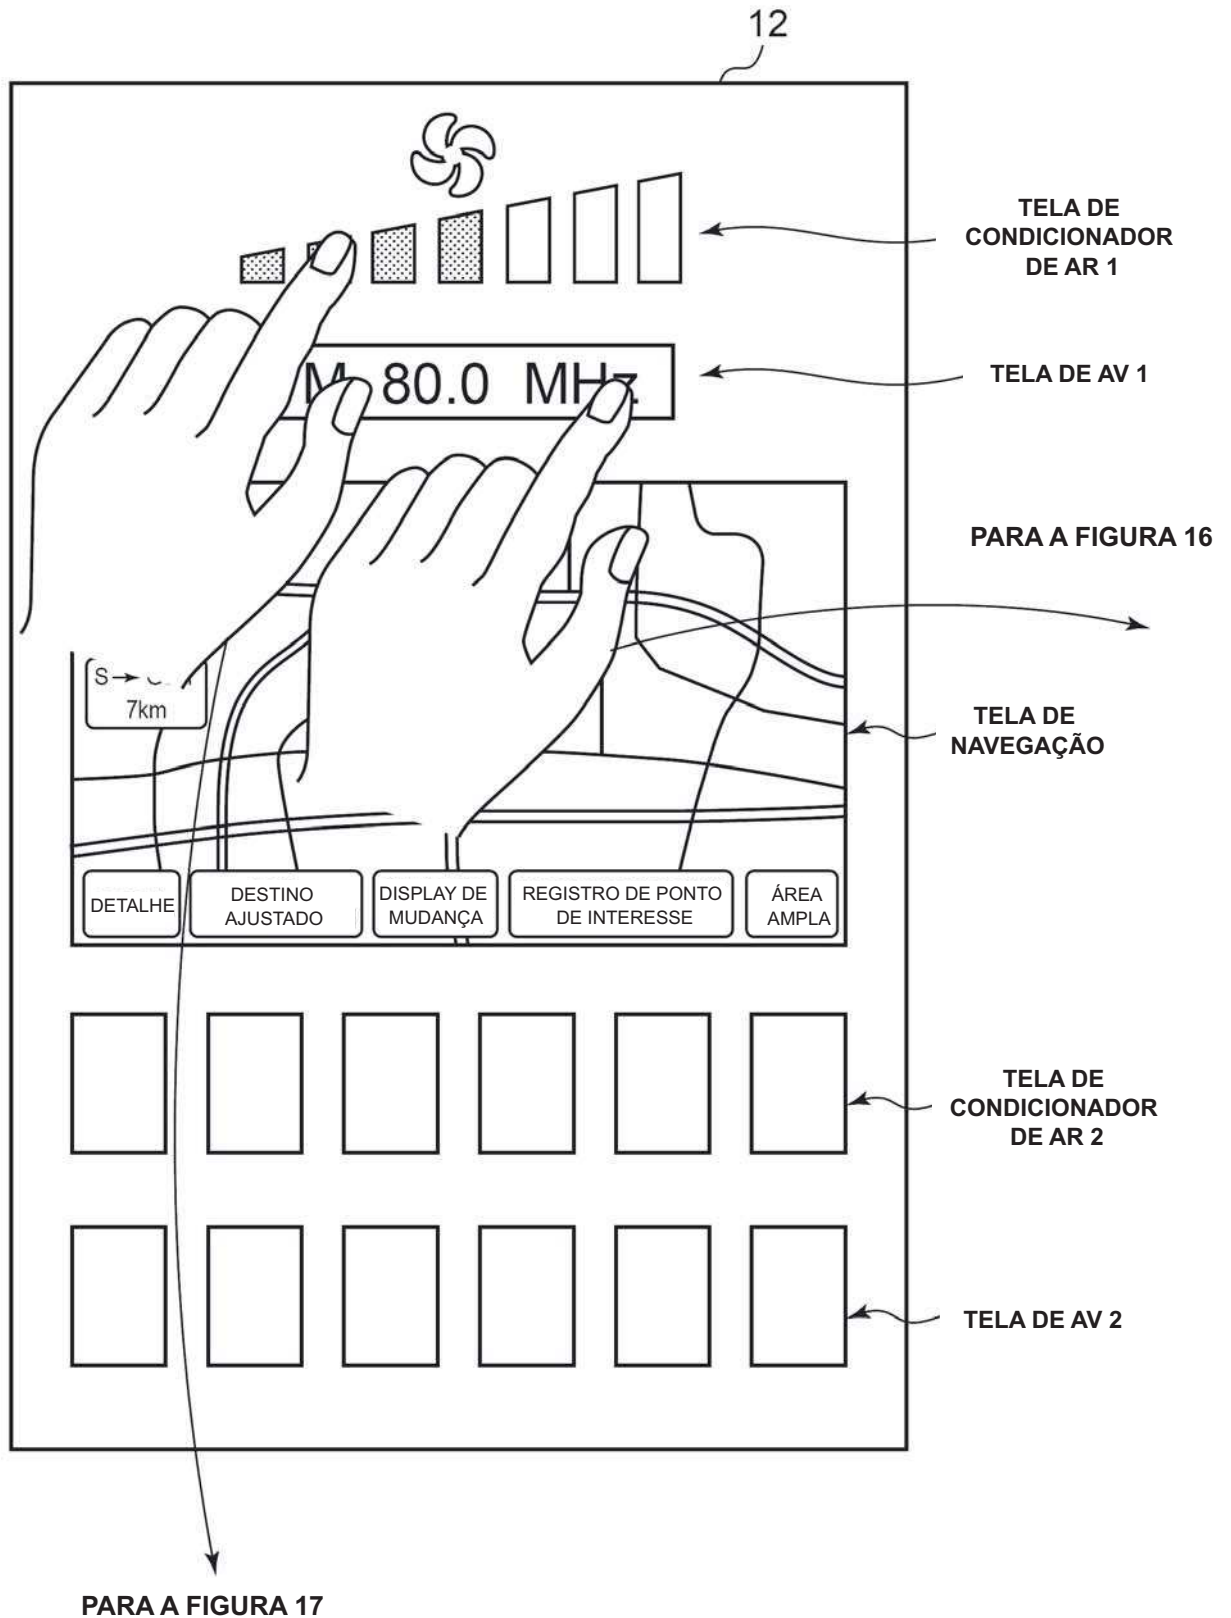 12
TELA DE
CONDICIONADOR
DE AR 1
M 80.0 MHz
TELA DE AV 1
PARA A FIGURA 16
S→
7km
TELA DE
NAVEGAÇÃO
DETALHE
DESTINO
AJUSTADO
DISPLAY DE
MUDANÇA
REGISTRO DE PONTO
DE INTERESSE
ÁREA
AMPLA
TELA DE
CONDICIONADOR
DE AR 2
TELA DE AV 2
PARA A FIGURA 17